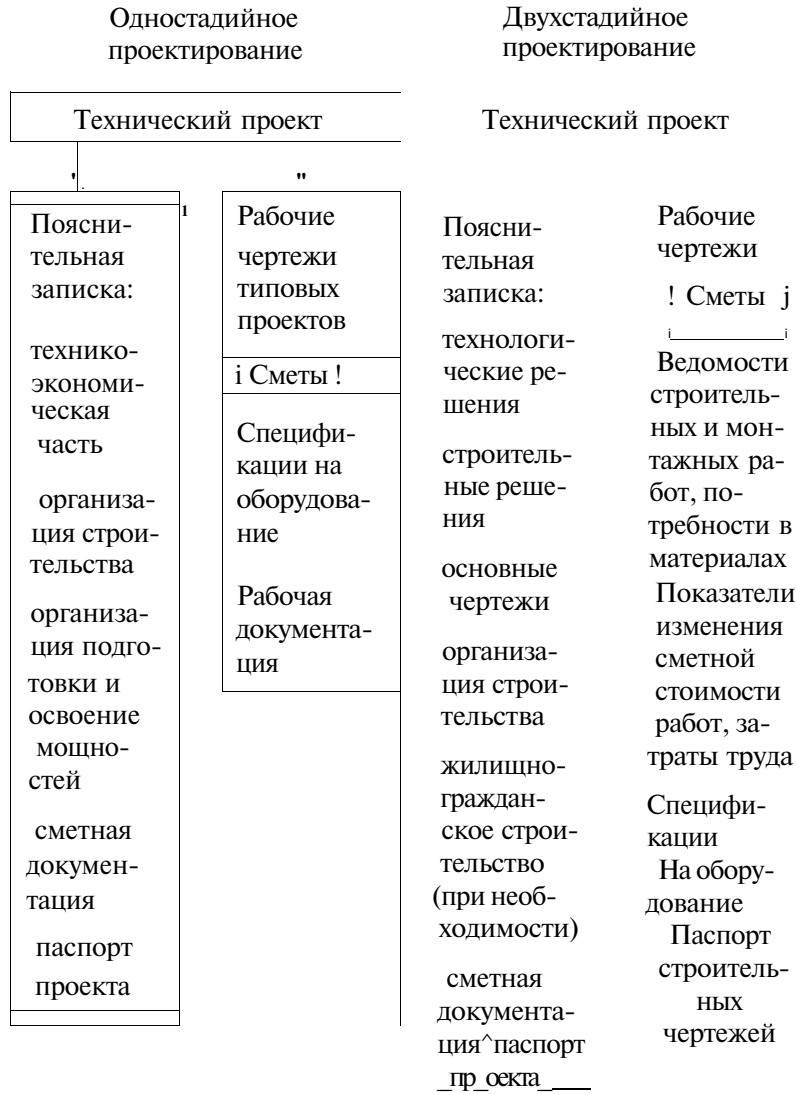 Одностадийное
проектирование
Двухстадийное
проектирование
Технический проект
Технический проект
Поясни-
тельная
записка:
технико-
экономи-
ческая
часть
организа-
ция строи-
тельства
организа-
ция подго-
товки и
освоение
мощно-
стей
сметная
докумен-
тация
паспорт
проекта
1
"
Рабочие
чертежи
типовых
проектов
i Сметы !
Специфи-
кации на
оборудова-
ние
Рабочая
документа-
ция
Поясни-
тельная
записка:
технологи-
ческие ре-
шения
строитель-
ные реше-
ния
основные
чертежи
организа-
ция строи-
тельства
жилищно-
граждан-
ское строи-
тельство
(при необ-
ходимости)
сметная
документа-
ция^паспорт
_пр_оекта_
Рабочие
чертежи
! Сметы j
i i
Ведомости
строитель-
ных и мон-
тажных ра-
бот, по-
требности в
материалах
Показатели
изменения
сметной
стоимости
работ, за-
траты труда
Специфи-
кации
На обору-
дование
Паспорт
строитель-
ных
чертежей